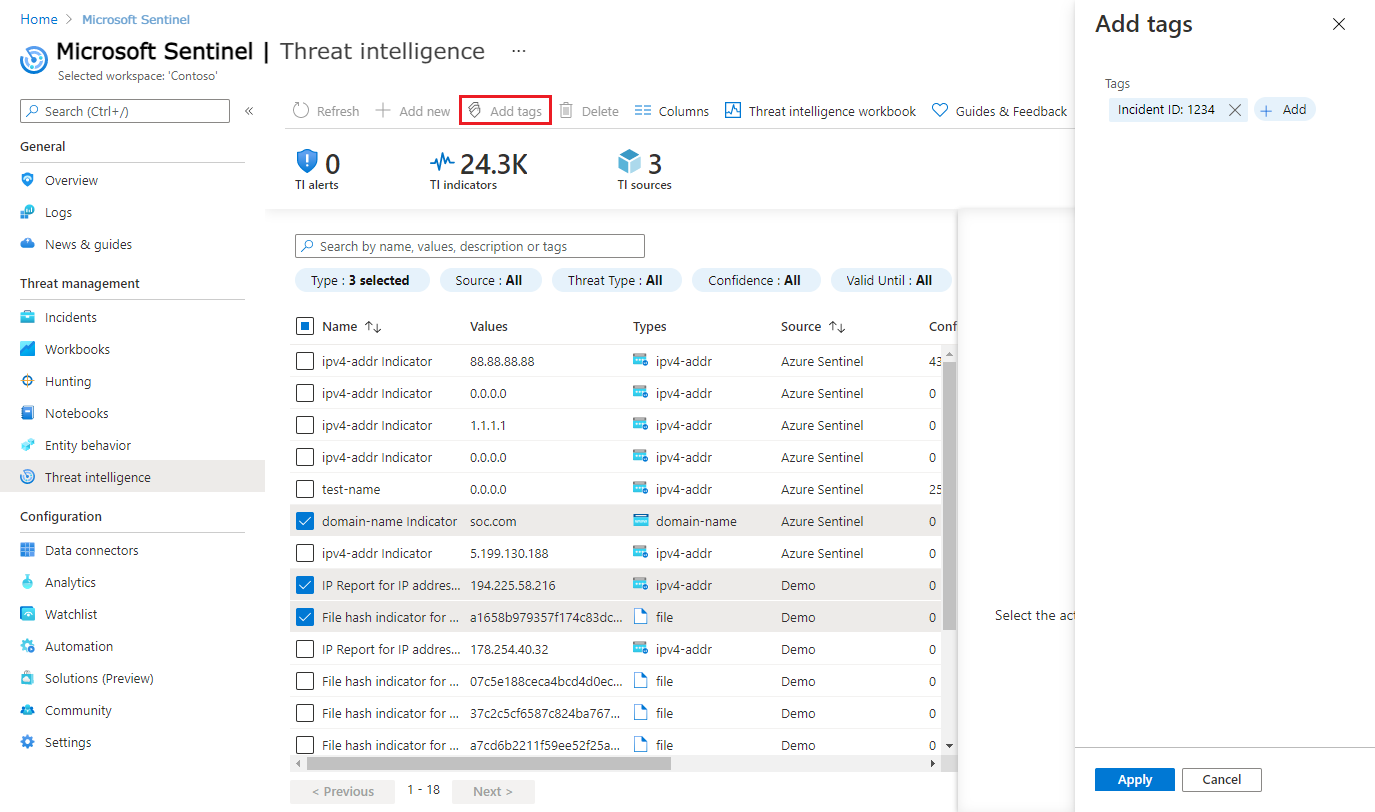 Home > Microsoft Sentinel
Microsoft Sentinel | Threat intelligence ...
Selected workspace: 'Contoso'
Search (Ctrl+/)
«
General
Overview
Logs
News & guides
Threat management
Incidents
Workbooks
Hunting
Notebooks
Entity behavior
Threat intelligence
Configuration
Data connectors
Analytics
Watchlist
Automation
Solutions (Preview)
Community
Settings
Refresh + Add new Add tags Delete Columns Threat intelligence workbook Guides & Feedback
0 24.3K 3
TI alerts TI indicators TI sources
Search by name, values, description or tags
Type : 3 selected Source : All Threat Type : All Confidence : All Valid Until : All
Name ↑↓ Values Types Source ↑↓ Conf
ipv4-addr Indicator 88.88.88.88 ipv4-addr Azure Sentinel 43
ipv4-addr Indicator 0.0.0.0 ipv4-addr Azure Sentinel 0
ipv4-addr Indicator 1.1.1.1 ipv4-addr Azure Sentinel 0
ipv4-addr Indicator 0.0.0.0 ipv4-addr Azure Sentinel 0
test-name 0.0.0.0 ipv4-addr Azure Sentinel 25
domain-name Indicator soc.com domain-name Azure Sentinel 0
ipv4-addr Indicator 5.199.130.188 ipv4-addr Azure Sentinel 0
IP Report for IP addres... 194.225.58.216 ipv4-addr Demo 0
File hash indicator for ... a1658b979357f174c83dc... file Demo 0
IP Report for IP addres... 178.254.40.32 ipv4-addr Demo 0
File hash indicator for ... 07c5e188ceca4bcd4d0ec... file Demo 0
File hash indicator for ... 37c2c5cf6587c824ba767... file Demo 0
File hash indicator for ... a7cd6b2211f59ee52f25a... file Demo 0
< Previous 1 - 18 Next >
Select the act
Add tags
Tags
Incident ID: 1234 + Add
Apply Cancel